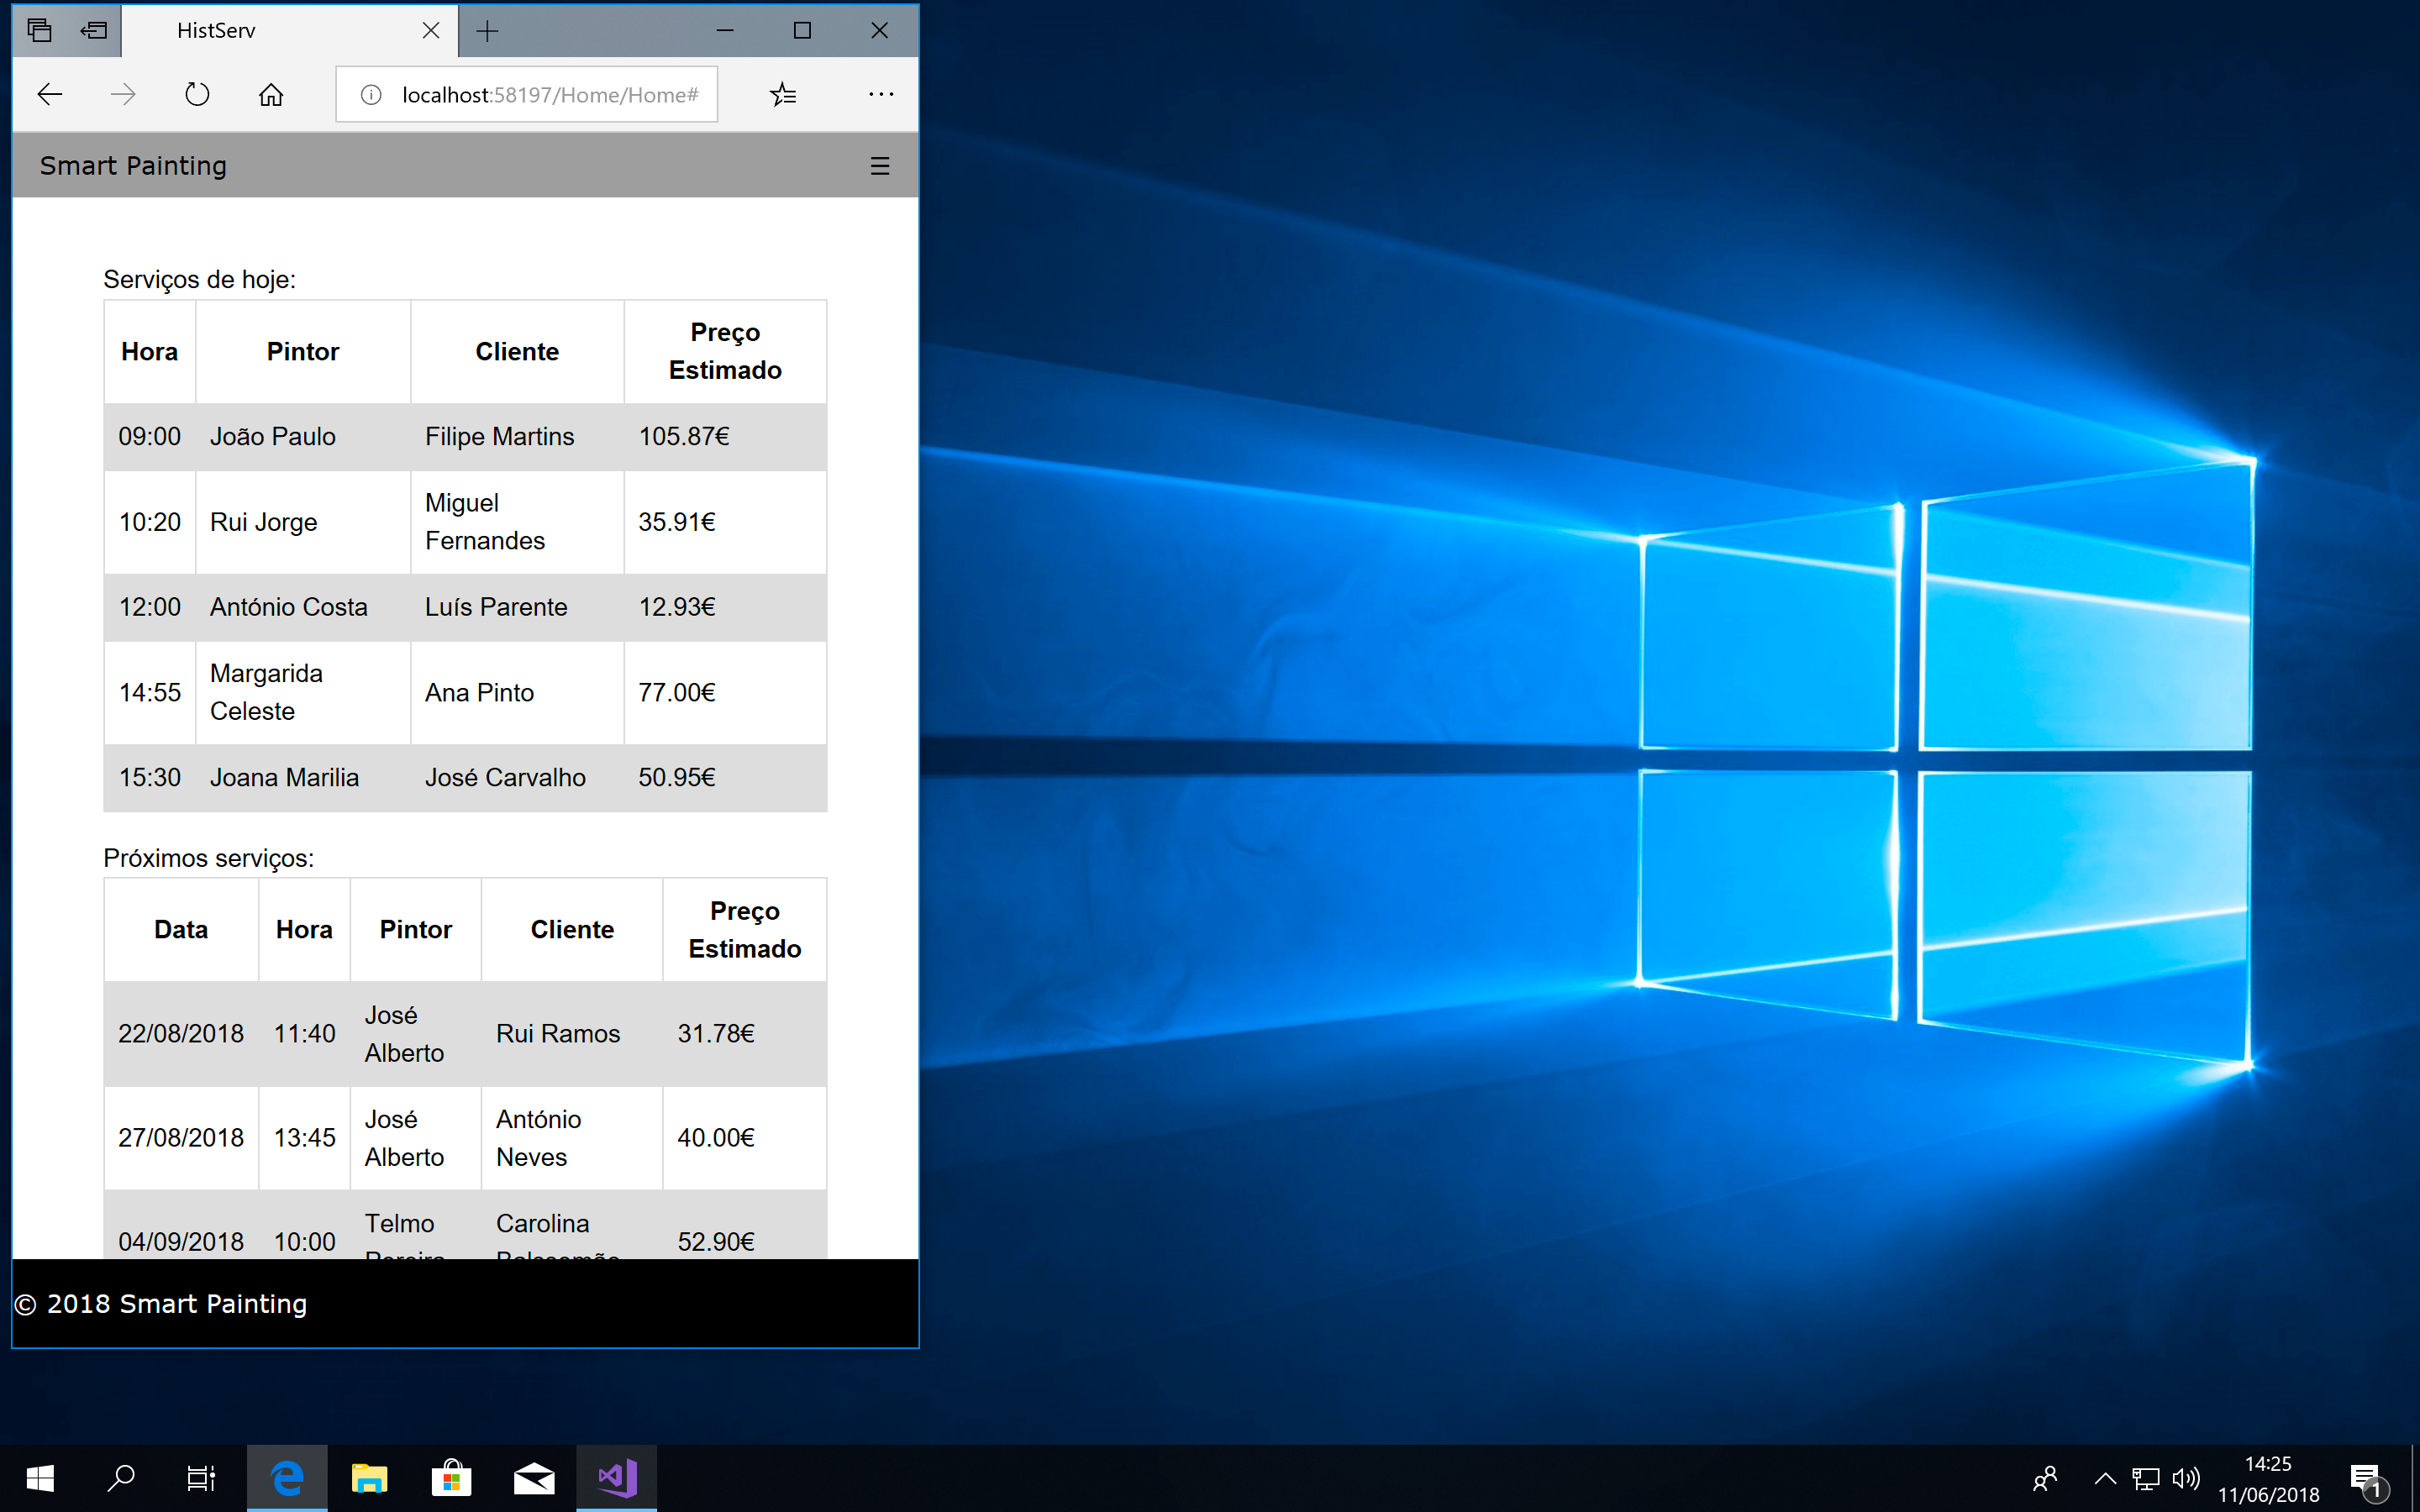 HistServ
localhost:58197/Home/Home#
Smart Painting
Serviços de hoje:
Hora Pintor Cliente Preço Estimado
09:00 João Paulo Filipe Martins 105.87€
10:20 Rui Jorge Miguel Fernandes 35.91€
12:00 António Costa Luís Parente 12.93€
14:55 Margarida Celeste Ana Pinto 77.00€
15:30 Joana Marilia José Carvalho 50.95€
Próximos serviços:
Data Hora Pintor Cliente Preço Estimado
22/08/2018 11:40 José Alberto Rui Ramos 31.78€
27/08/2018 13:45 José Alberto António Neves 40.00€
04/09/2018 10:00 Telmo Carolina 52.90€
© 2018 Smart Painting
14:25
11/06/2018
1